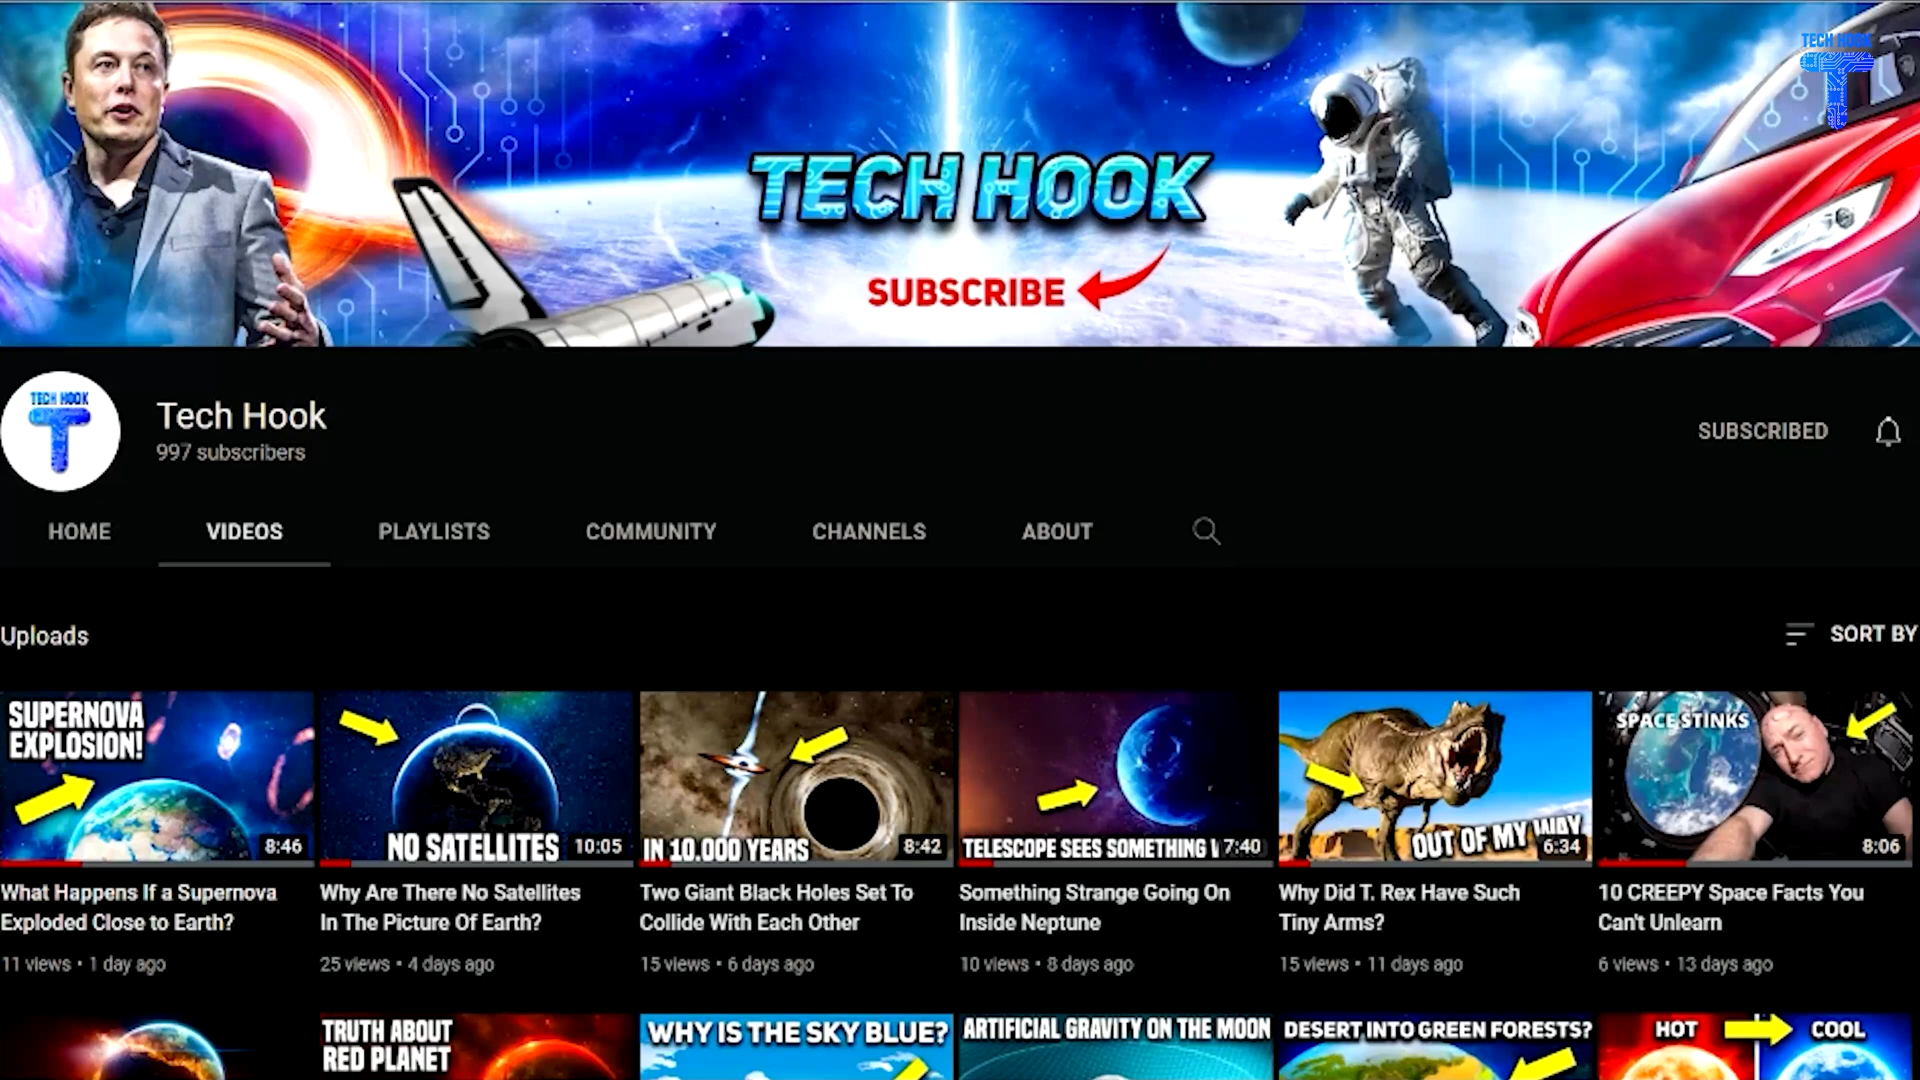 TECH HOOK
TECH HOOK
SUBSCRIBE
TECH HOOK
Tech Hook
997 subscribers
SUBSCRIBED
HOME
VIDEOS
PLAYLISTS
COMMUNITY
CHANNELS
ABOUT
Uploads
SORT BY
SUPERNOVA
EXPLOSION!
8:46
NO SATELLITES
10:05
IN 10.000 YEARS
8:42
TELESCOPE SEES SOMETHING
7:40
OUT OF MY WAY
6:34
SPACE STINKS
8:06
What Happens If a Supernova
Exploded Close to Earth?
11 views • 1 day ago
Why Are There No Satellites
In The Picture Of Earth?
25 views • 4 days ago
Two Giant Black Holes Set To
Collide With Each Other
15 views • 6 days ago
Something Strange Going On
Inside Neptune
10 views • 8 days ago
Why Did T. Rex Have Such
Tiny Arms?
15 views • 11 days ago
10 CREEPY Space Facts You
Can't Unlearn
6 views • 13 days ago
TRUTH ABOUT
RED PLANET
WHY IS THE SKY BLUE?
ARTIFICIAL GRAVITY ON THE MOON
DESERT INTO GREEN FORESTS?
HOT
COOL